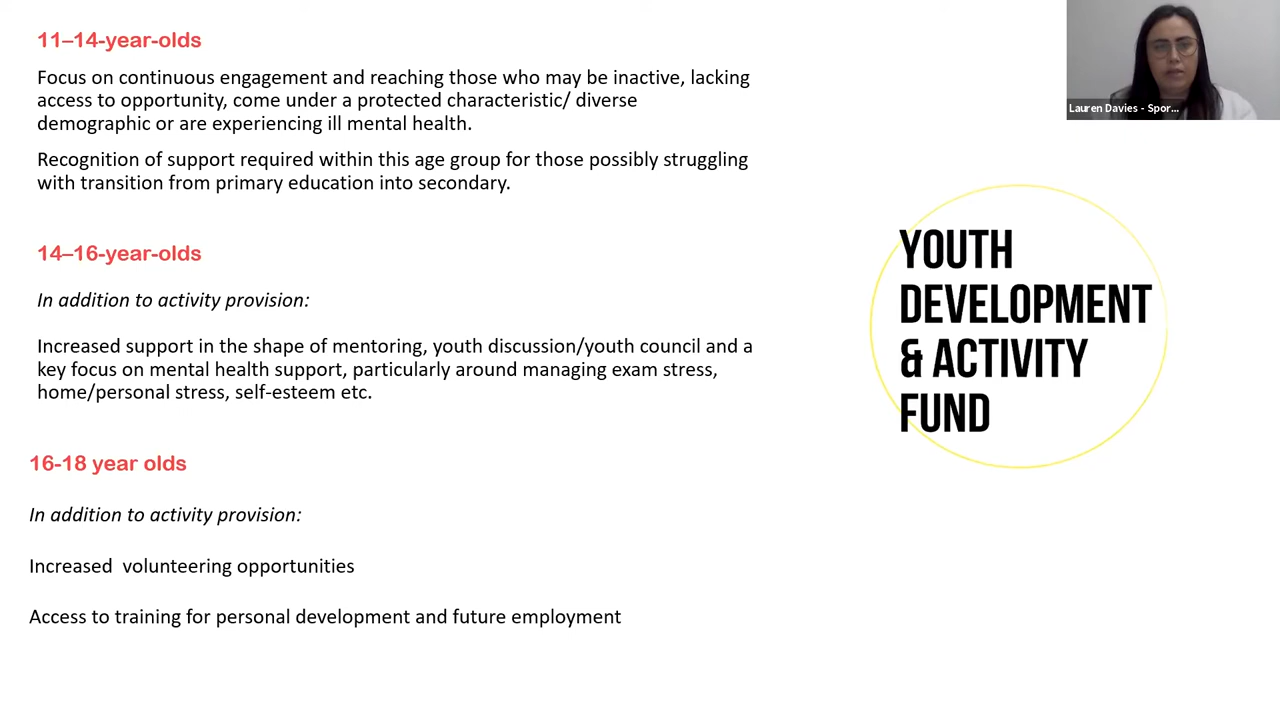 11–14-year-olds
Focus on continuous engagement and reaching those who may be inactive, lacking
access to opportunity, come under a protected characteristic/ diverse
demographic or are experiencing ill mental health.
Recognition of support required within this age group for those possibly struggling
with transition from primary education into secondary.
14–16-year-olds
In addition to activity provision:
Increased support in the shape of mentoring, youth discussion/youth council and a
key focus on mental health support, particularly around managing exam stress,
home/personal stress, self-esteem etc.
16-18 year olds
In addition to activity provision:
Increased  volunteering opportunities
Access to training for personal development and future employment
Lauren Davies - Spor...
YOUTH
DEVELOPMENT
& ACTIVITY
FUND